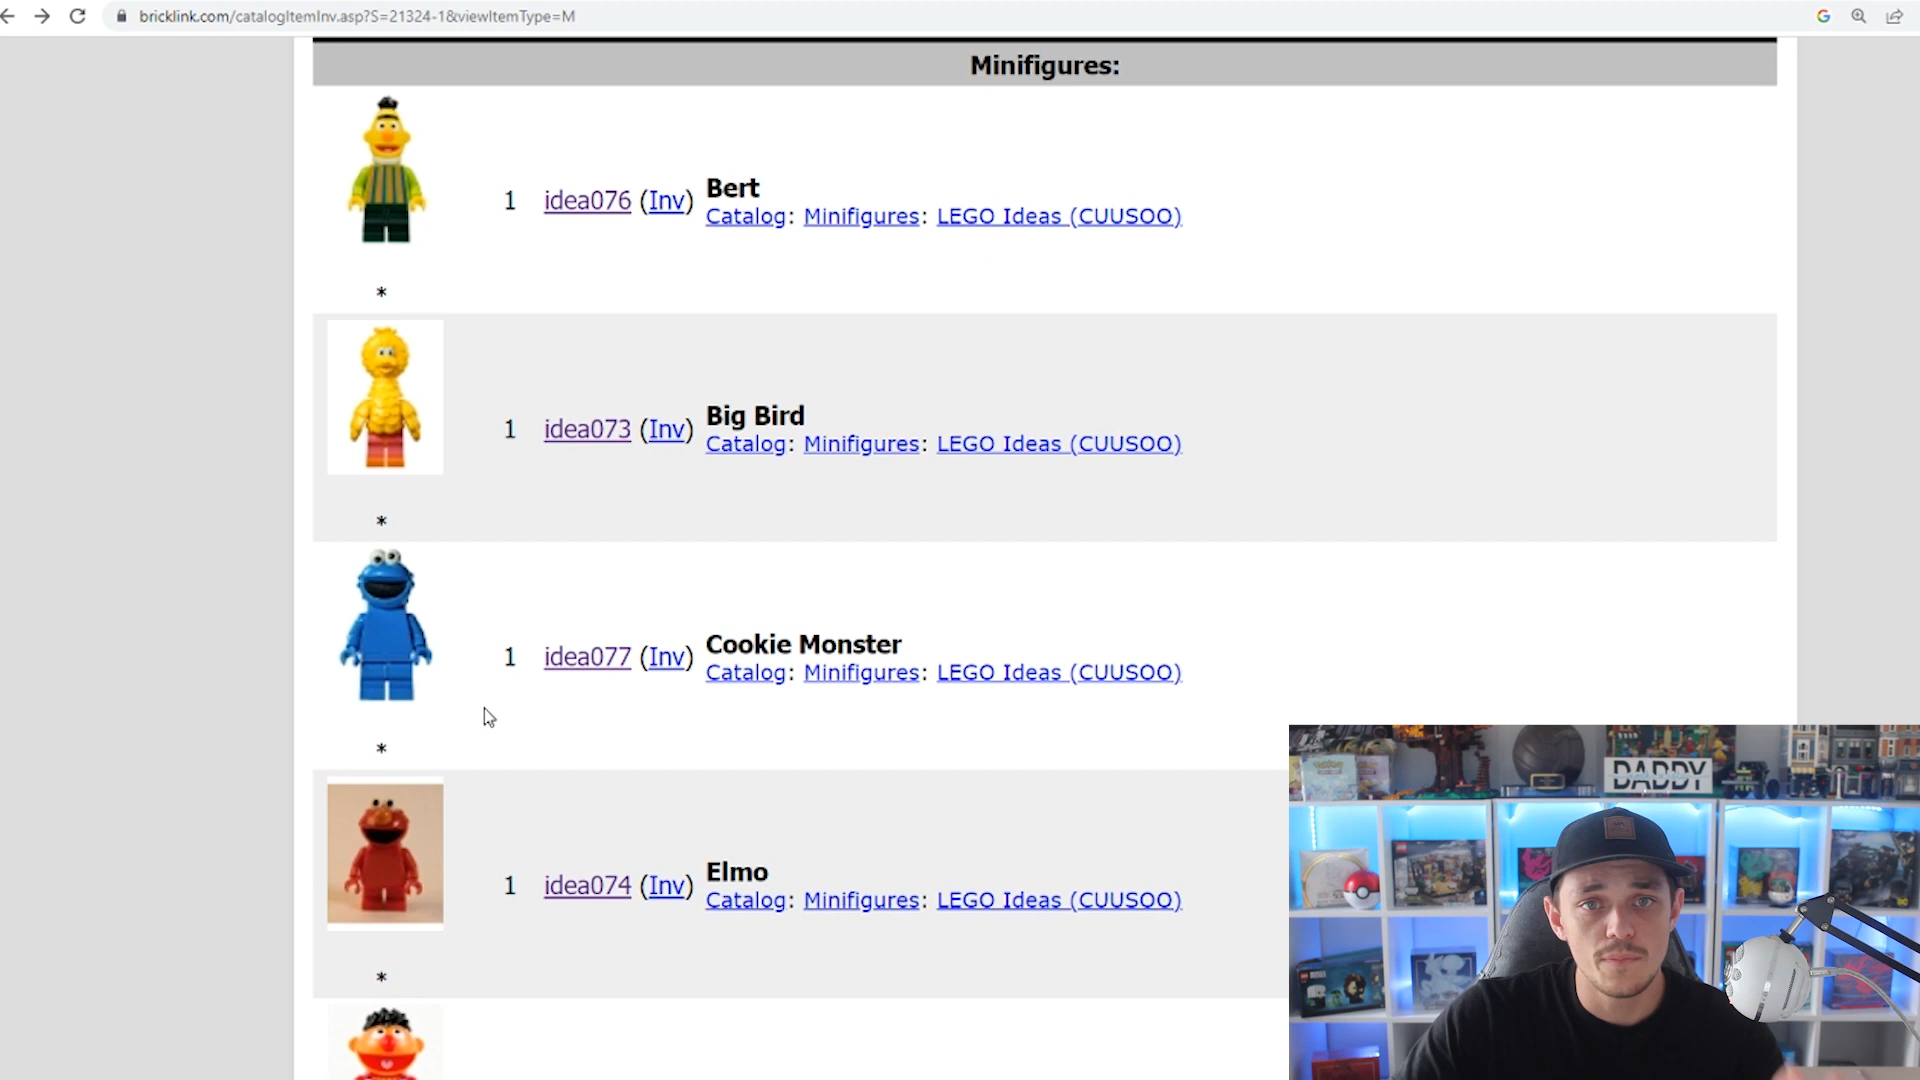 bricklink.com/catalogItemInv.asp?S=21324-1&viewItemType=M
Minifigures:
1 idea076 (Inv) Bert
Catalog: Minifigures: LEGO Ideas (CUUSOO)
*
1 idea073 (Inv) Big Bird
Catalog: Minifigures: LEGO Ideas (CUUSOO)
*
1 idea077 (Inv) Cookie Monster
Catalog: Minifigures: LEGO Ideas (CUUSOO)
*
1 idea074 (Inv) Elmo
Catalog: Minifigures: LEGO Ideas (CUUSOO)
*
DADDY